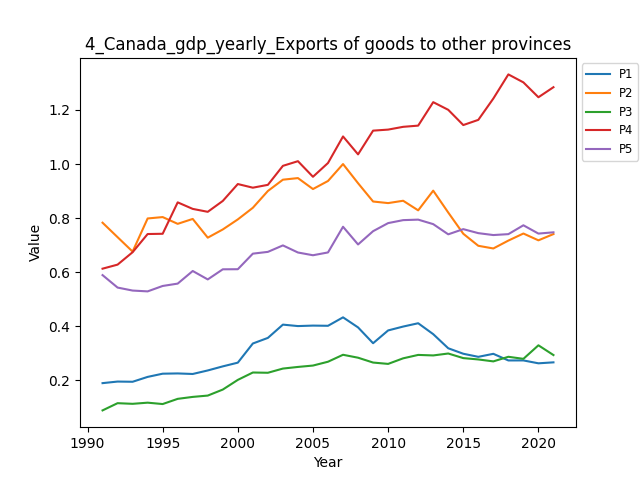 4_Canada_gdp_yearly_Exports of goods to other provinces
P1
P2
P3
P4
P5
Value
1.2
1.0
0.8
0.6
0.4
0.2
1990 1995 2000 2005 2010 2015 2020
Year